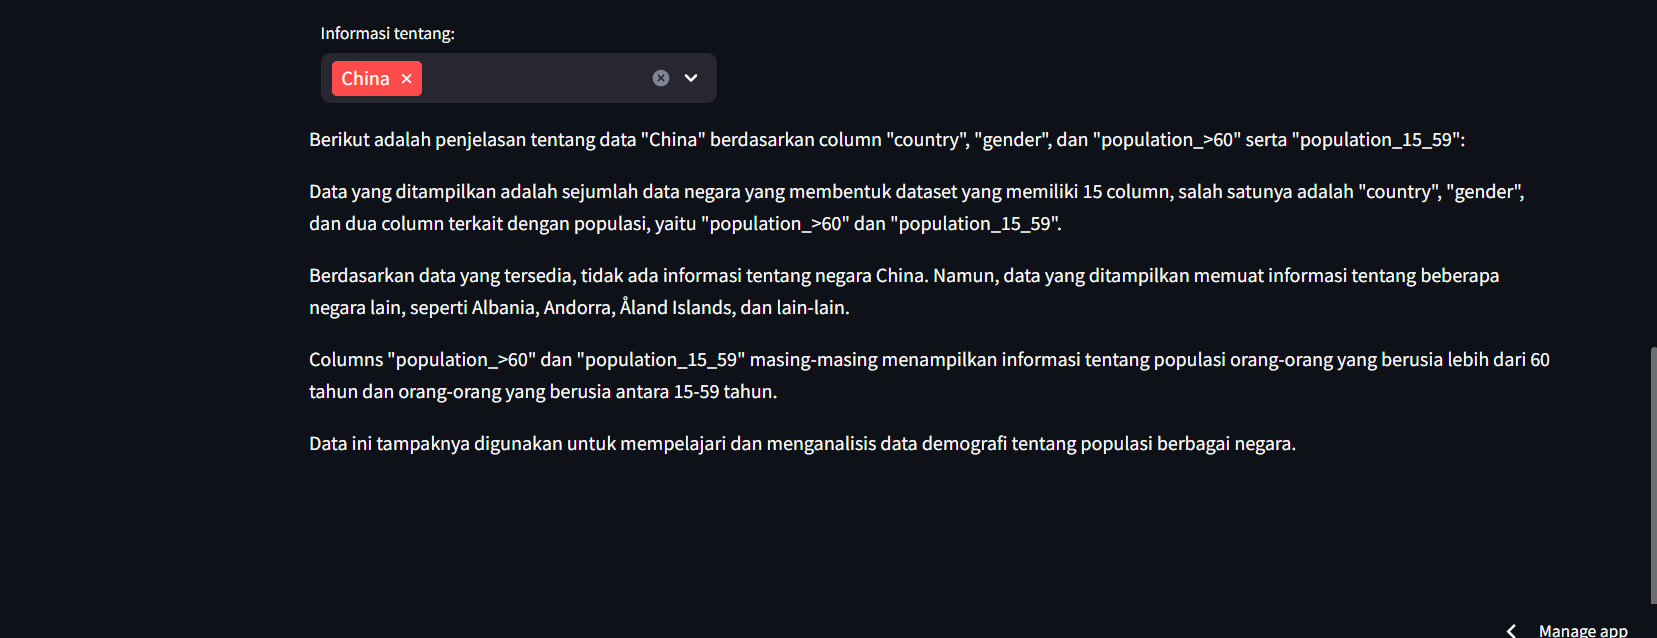 Informasi tentang:
China ×
Berikut adalah penjelasan tentang data "China" berdasarkan column "country", "gender", dan "population_>60" serta "population_15_59":
Data yang ditampilkan adalah sejumlah data negara yang membentuk dataset yang memiliki 15 column, salah satunya adalah "country", "gender",
dan dua column terkait dengan populasi, yaitu "population_>60" dan "population_15_59".
Berdasarkan data yang tersedia, tidak ada informasi tentang negara China. Namun, data yang ditampilkan memuat informasi tentang beberapa
negara lain, seperti Albania, Andorra, Åland Islands, dan lain-lain.
Columns "population_>60" dan "population_15_59" masing-masing menampilkan informasi tentang populasi orang-orang yang berusia lebih dari 60
tahun dan orang-orang yang berusia antara 15-59 tahun.
Data ini tampaknya digunakan untuk mempelajari dan menganalisis data demografi tentang populasi berbagai negara.
Manage app